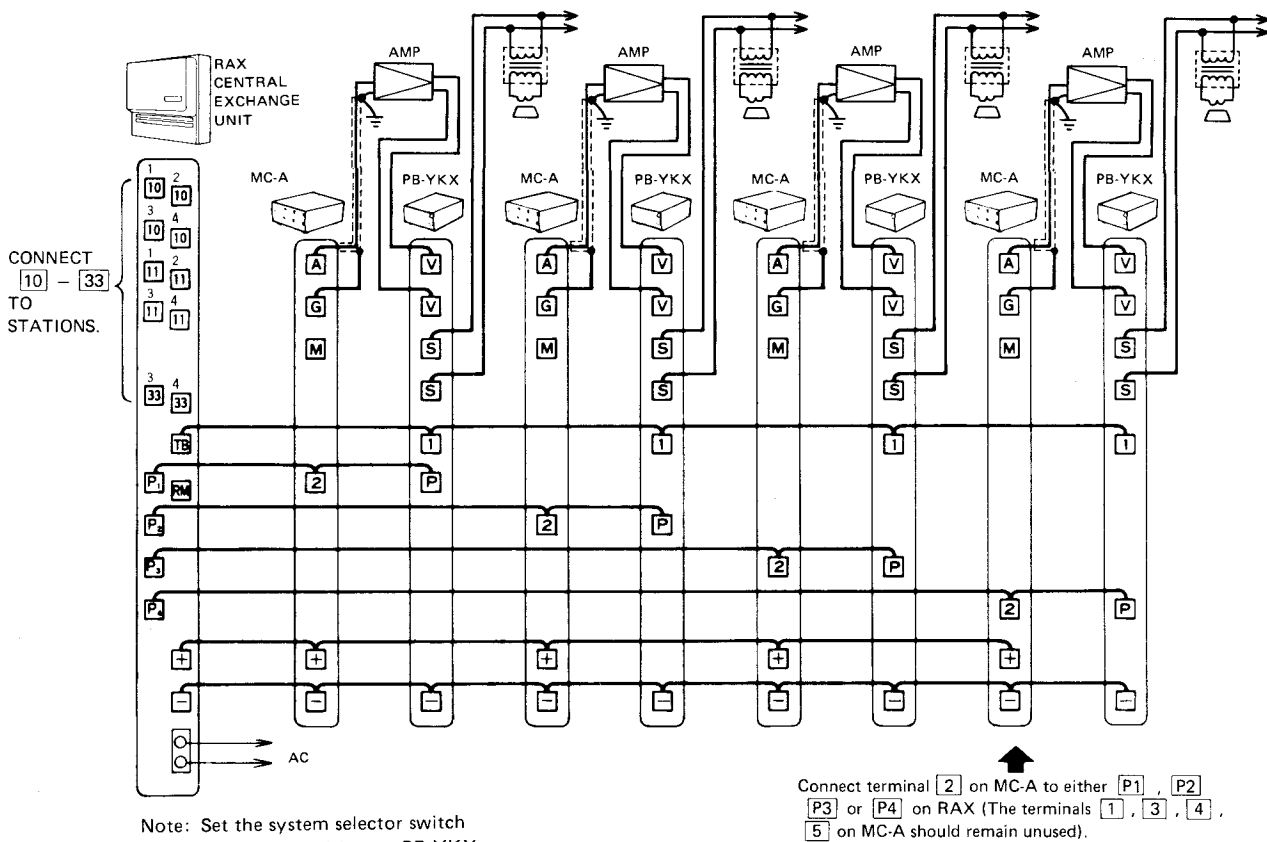 AMP AMP AMP AMP
RAX
CENTRAL
EXCHANGE
UNIT
MC-A PB-YKX MC-A PB-YKX MC-A PB-YKX MC-A PB-YKX
1 2
10 10
3 4
10 10
1 2
11 11
3 4
11 11
3 4
33 33
CONNECT
10 – 33
TO
STATIONS.
A V A V A V A V
G V G V G V G V
M S M S M S M S
S S S S
TB 1 1 1 1
P1 RM 2 P
P2 2 P
P3 2 P
P4 2 P
+ + + + +
– – – – – – – – –
AC
Connect terminal 2 on MC-A to either P1 , P2
P3 or P4 on RAX (The terminals 1 , 3 , 4 ,
5 on MC-A should remain unused).
Note: Set the system selector switch